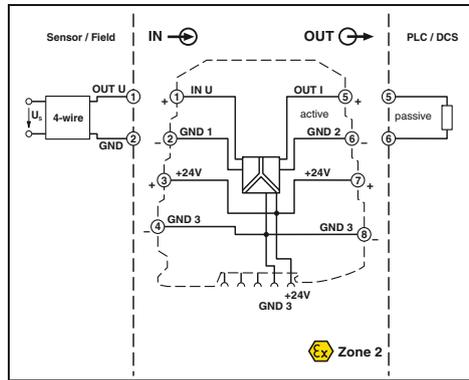 Sensor / Field
IN
OUT
PLC / DCS
OUT U
1
+
1
IN U
OUT I
5
+
5
active
passive
Us
4-wire
GND
2
–
2
GND 1
GND 2
6
–
6
+
3
+24V
+24V
7
+
–
4
GND 3
GND 3
8
–
+24V
GND 3
Ex
Zone 2